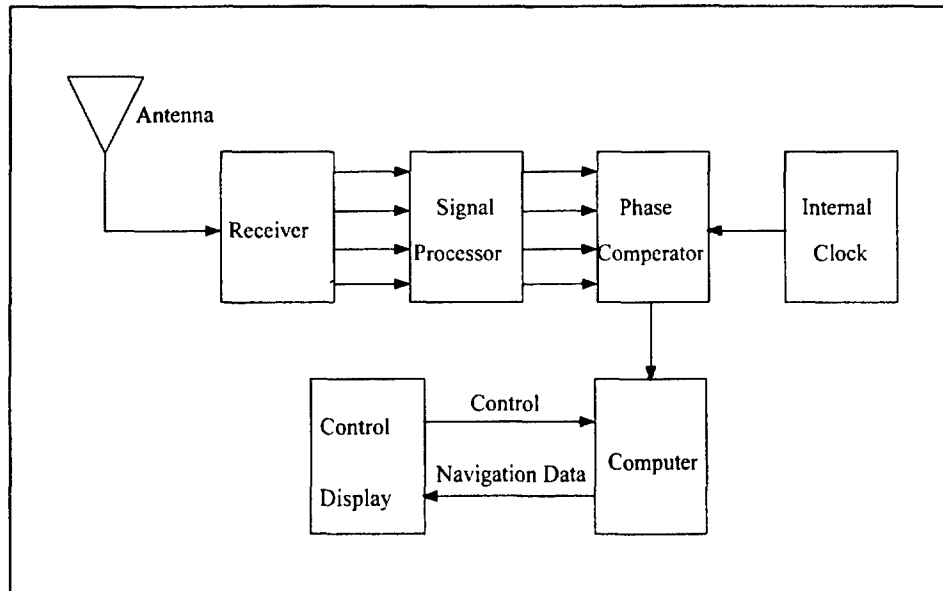 Antenna
Receiver
Signal
Processor
Phase
Comperator
Internal
Clock
Control
Display
Control
Navigation Data
Computer